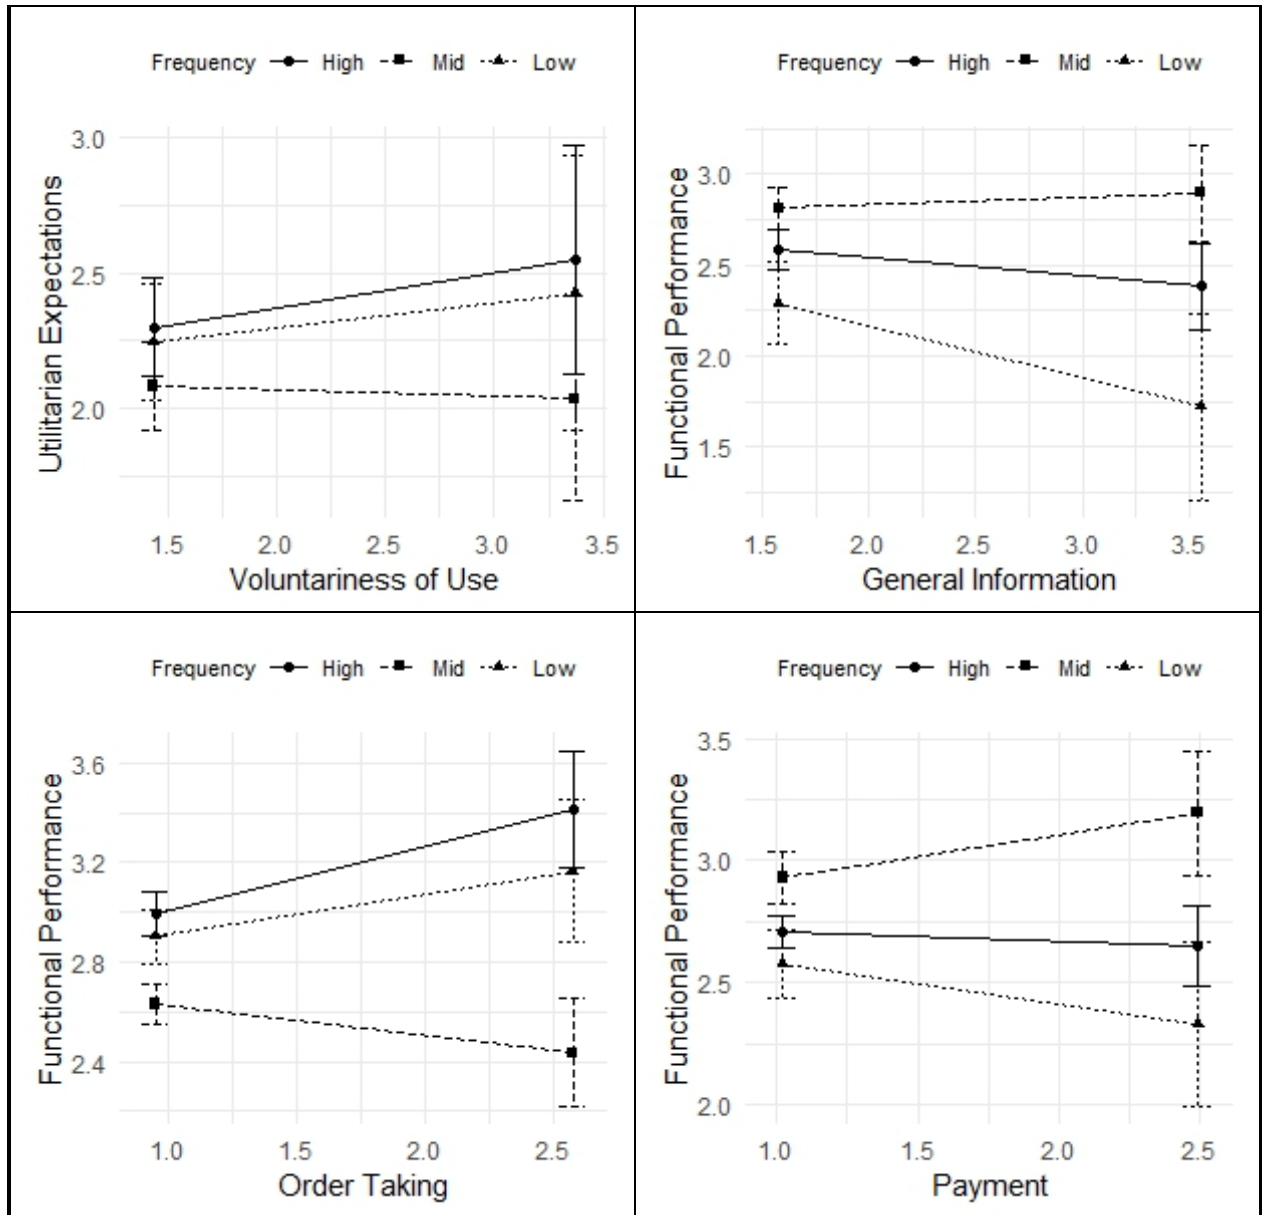 Frequency High Mid Low
Utilitarian Expectations
3.0
2.5
2.0
1.5 2.0 2.5 3.0 3.5
Voluntariness of Use
Frequency High Mid Low
Functional Performance
3.0
2.5
2.0
1.5
1.5 2.0 2.5 3.0 3.5
General Information
Frequency High Mid Low
Functional Performance
3.6
3.2
2.8
2.4
1.0 1.5 2.0 2.5
Order Taking
Frequency High Mid Low
Functional Performance
3.5
3.0
2.5
2.0
1.0 1.5 2.0 2.5
Payment